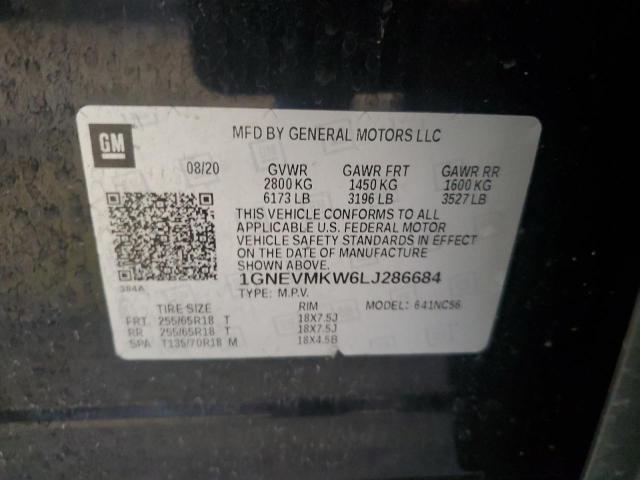 GM
MFD BY GENERAL MOTORS LLC
08/20 GVWR GAWR FRT GAWR RR
2800 KG 1450 KG 1600 KG
6173 LB 3196 LB 3527 LB
THIS VEHICLE CONFORMS TO ALL
APPLICABLE U.S. FEDERAL MOTOR
VEHICLE SAFETY STANDARDS IN EFFECT
ON THE DATE OF MANUFACTURE
SHOWN ABOVE.
384A 1GNEVMKW6LJ286684
TYPE: M.P.V. MODEL: 641NC56
TIRE SIZE RIM
FRT 255/65R18 T 18X7.5J
RR 255/65R18 T 18X7.5J
SPA T135/70R18 M 18X4.5B